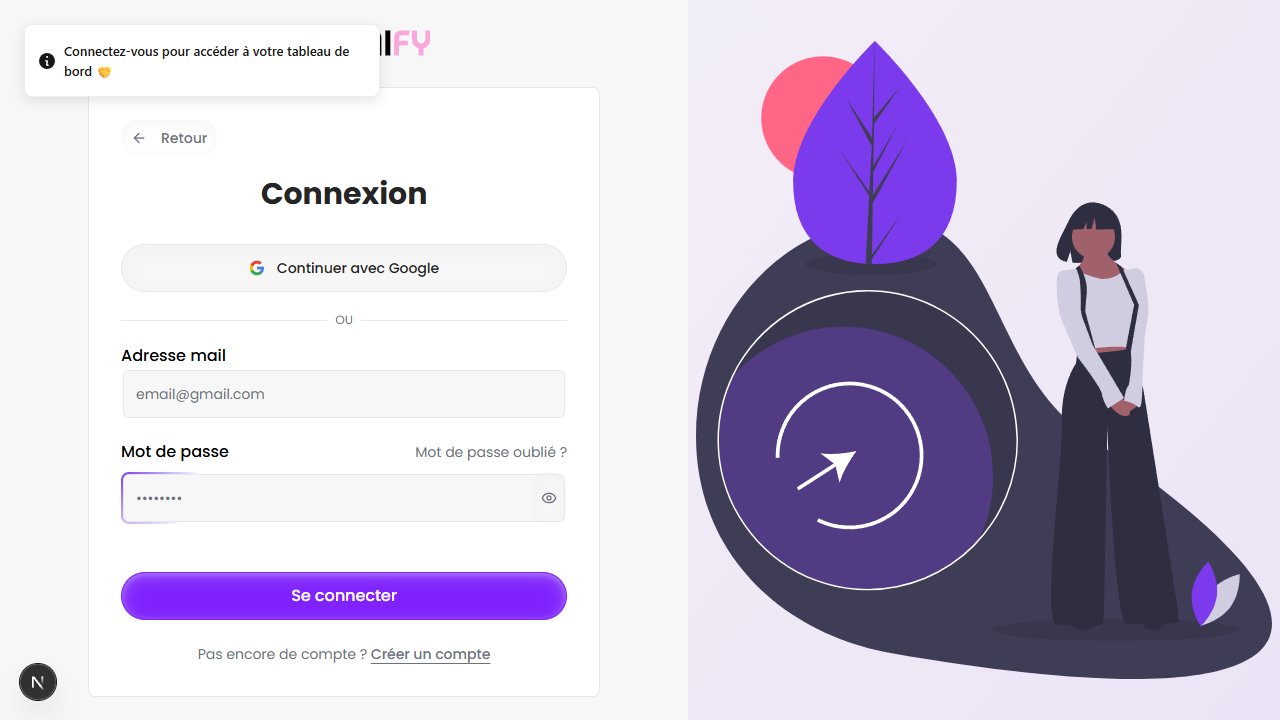 Connectez-vous pour accéder à votre tableau de
bord 🤝
IFY
Retour
Connexion
Continuer avec Google
OU
Adresse mail
email@gmail.com
Mot de passe
Mot de passe oublié ?
••••••••
Se connecter
Pas encore de compte ? Créer un compte
N